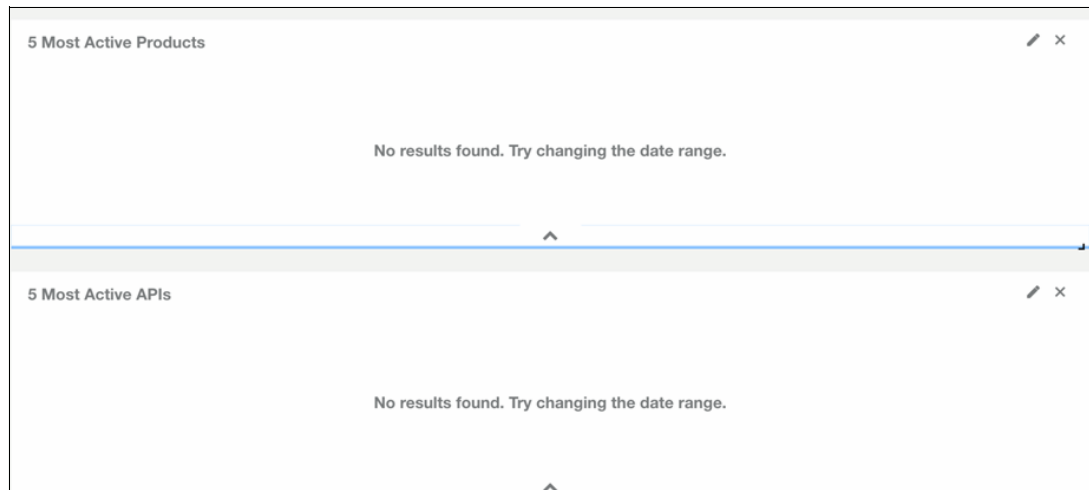 5 Most Active Products
No results found. Try changing the date range.
5 Most Active APIs
No results found. Try changing the date range.